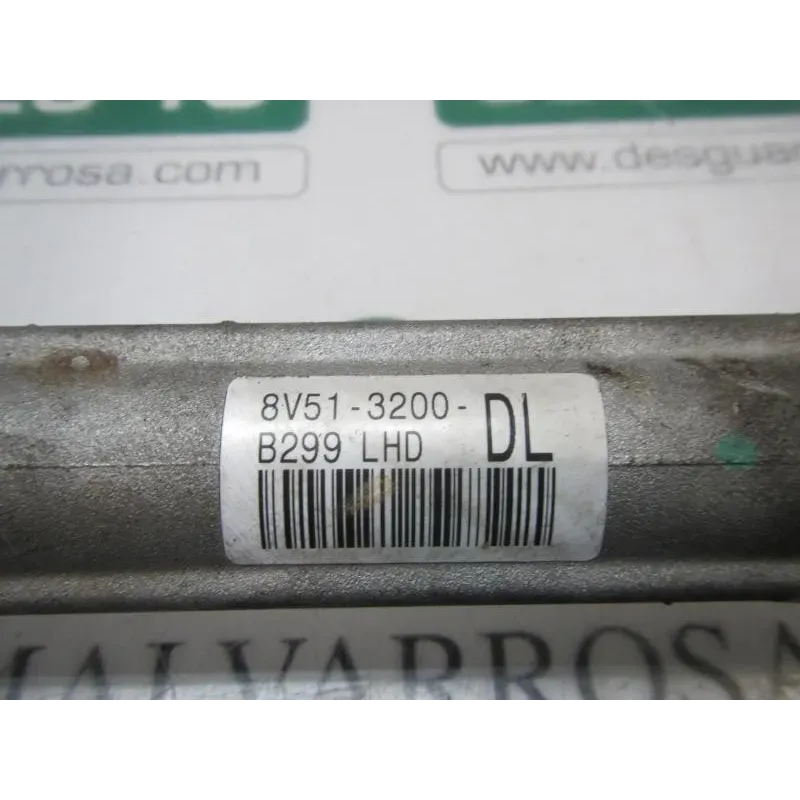 rrosa.com
www.desgua
8V51-3200-DL
B299 LHD
MALVARROSA